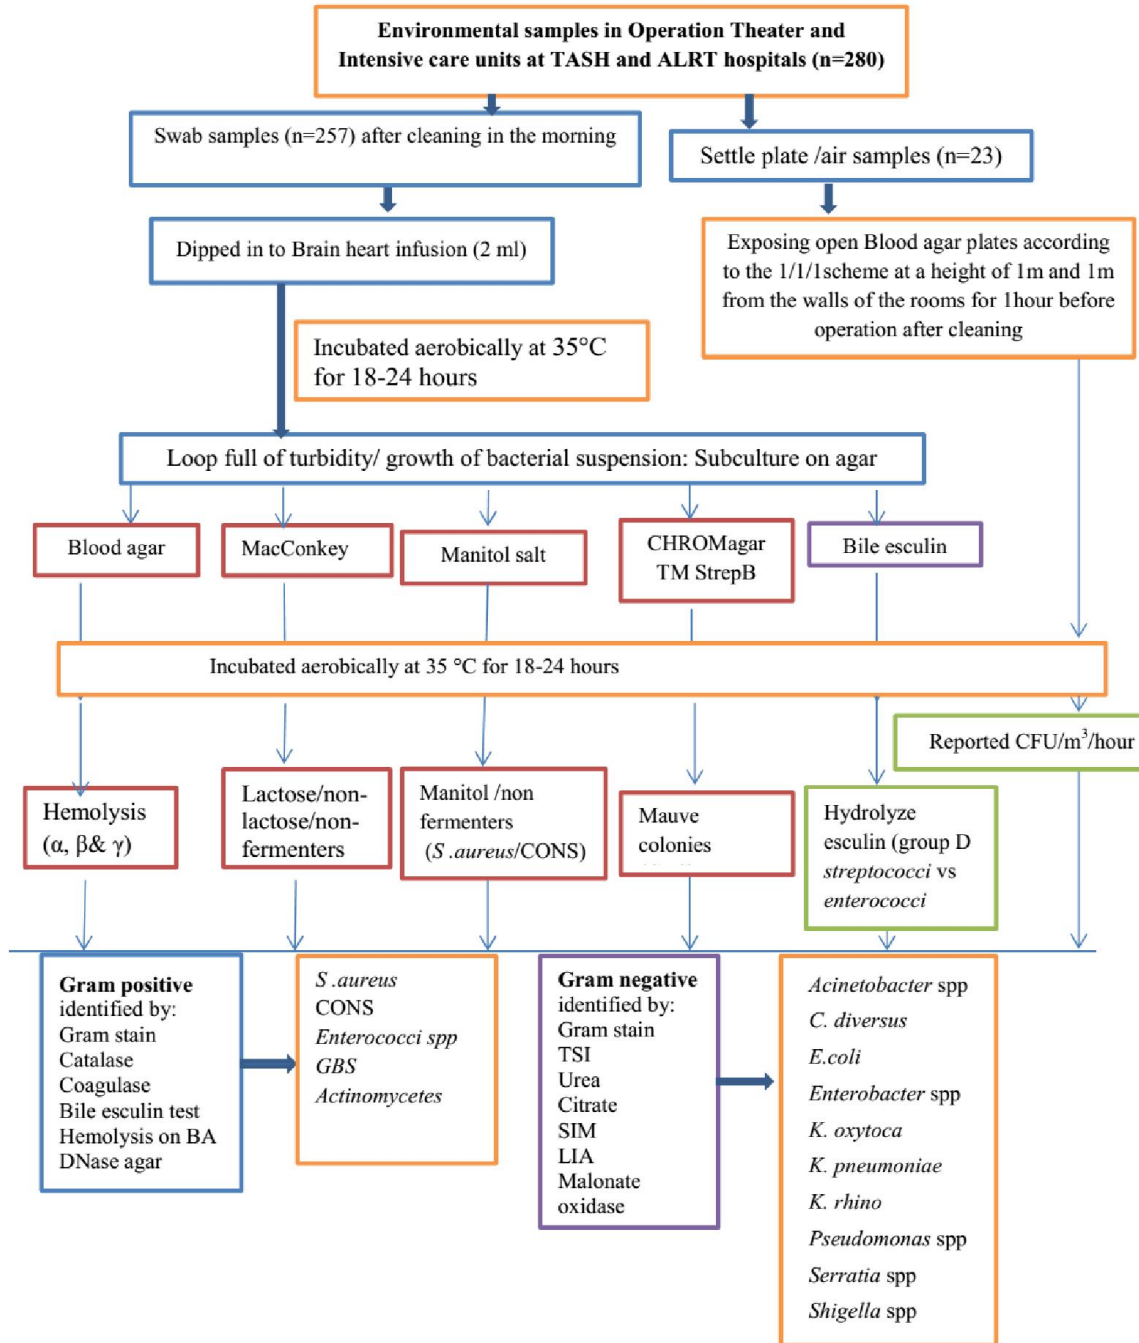 Environmental samples in Operation Theater and
Intensive care units at TASH and ALRT hospitals (n=280)
Swab samples (n=257) after cleaning in the morning
Settle plate /air samples (n=23)
Dipped in to Brain heart infusion (2 ml)
Exposing open Blood agar plates according
to the 1/1/1scheme at a height of 1m and 1m
from the walls of the rooms for 1hour before
operation after cleaning
Incubated aerobically at 35°C
for 18-24 hours
Loop full of turbidity/ growth of bacterial suspension: Subculture on agar
Blood agar
MacConkey
Manitol salt
CHROMagar
TM StrepB
Bile esculin
Incubated aerobically at 35 °C for 18-24 hours
Reported CFU/m³/hour
Hemolysis
(α, β& γ)
Lactose/non-
lactose/non-
fermenters
Manitol /non
fermenters
(S .aureus/CONS)
Mauve
colonies
Hydrolyze
esculin (group D
streptococci vs
enterococci
Gram positive
identified by:
Gram stain
Catalase
Coagulase
Bile esculin test
Hemolysis on BA
DNase agar
S .aureus
CONS
Enterococci spp
GBS
Actinomycetes
Gram negative
identified by:
Gram stain
TSI
Urea
Citrate
SIM
LIA
Malonate
oxidase
Acinetobacter spp
C. diversus
E.coli
Enterobacter spp
K. oxytoca
K. pneumoniae
K. rhino
Pseudomonas spp
Serratia spp
Shigella spp